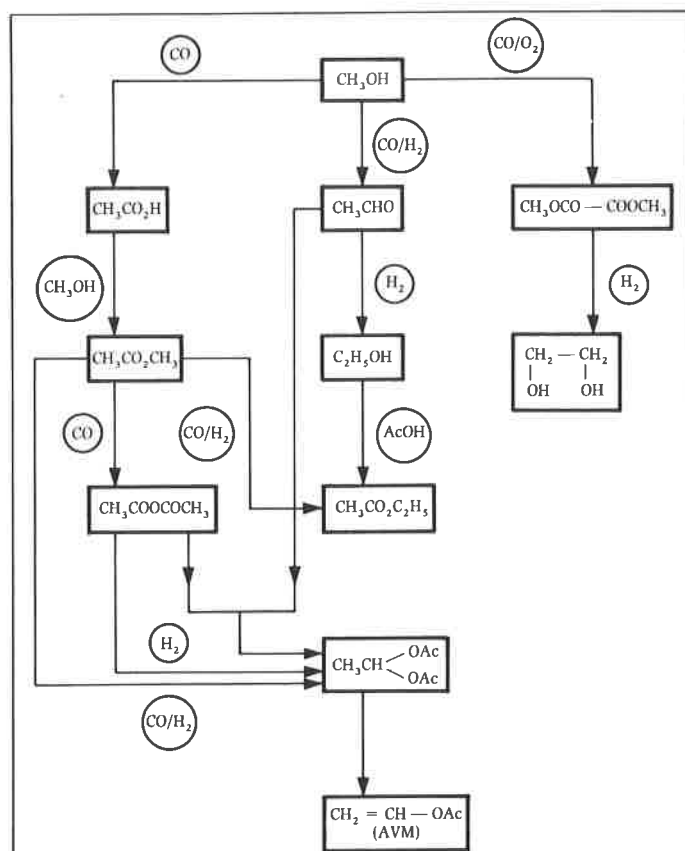 CO
CO/O₂
CH₃OH
CO/H₂
CH₃CO₂H
CH₃CHO
CH₃OCO — COOCH₃
CH₃OH
H₂
H₂
CH₃CO₂CH₃
C₂H₅OH
CH₂ — CH₂
OH OH
CO
CO/H₂
AcOH
CH₃COOCOCH₃
CH₃CO₂C₂H₅
H₂
OAc
CH₃CH
OAc
CO/H₂
CH₂ = CH — OAc
(AVM)